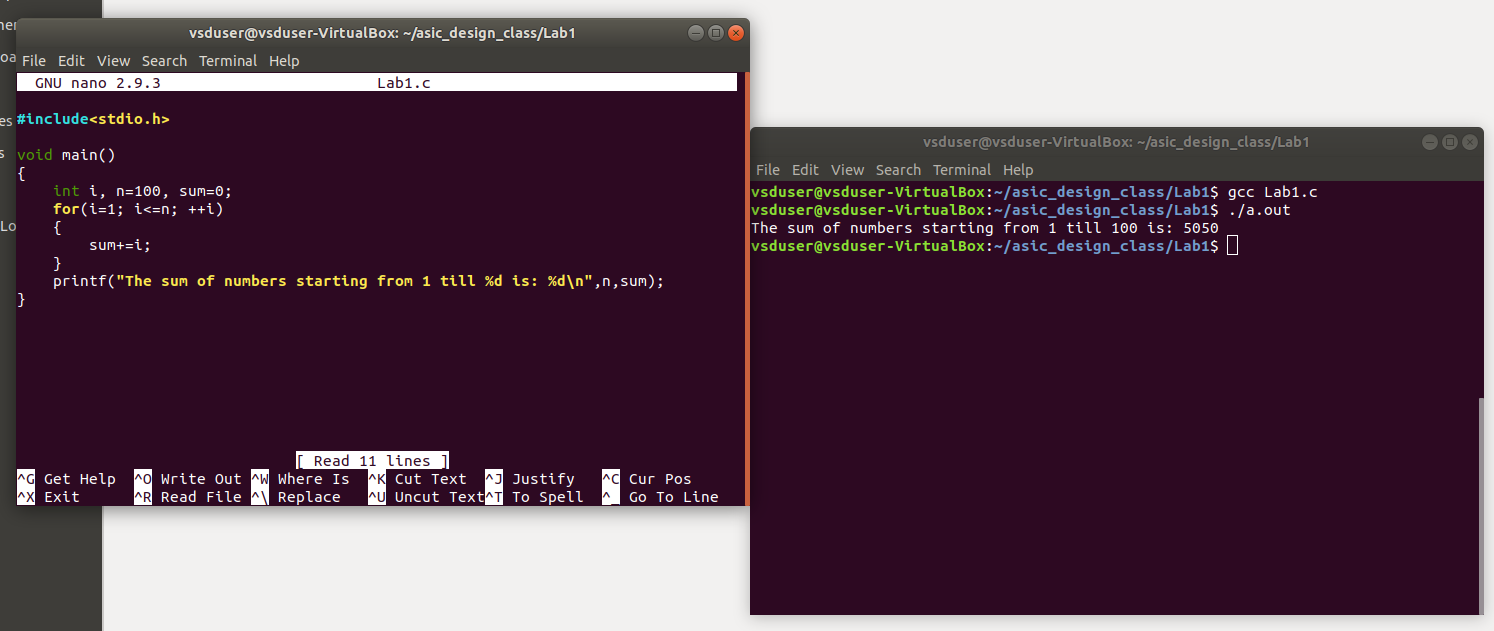 ner
oa
es
s
Lo
vsduser@vsduser-VirtualBox: ~/asic_design_class/Lab1
File Edit View Search Terminal Help
GNU nano 2.9.3 Lab1.c
#include<stdio.h>
void main()
{
int i, n=100, sum=0;
for(i=1; i<=n; ++i)
{
sum+=i;
}
printf("The sum of numbers starting from 1 till %d is: %d\n",n,sum);
}
[ Read 11 lines ]
^G Get Help ^O Write Out ^W Where Is ^K Cut Text ^J Justify ^C Cur Pos
^X Exit ^R Read File ^\ Replace ^U Uncut Text ^T To Spell ^_ Go To Line
vsduser@vsduser-VirtualBox: ~/asic_design_class/Lab1
File Edit View Search Terminal Help
vsduser@vsduser-VirtualBox:~/asic_design_class/Lab1$ gcc Lab1.c
vsduser@vsduser-VirtualBox:~/asic_design_class/Lab1$ ./a.out
The sum of numbers starting from 1 till 100 is: 5050
vsduser@vsduser-VirtualBox:~/asic_design_class/Lab1$